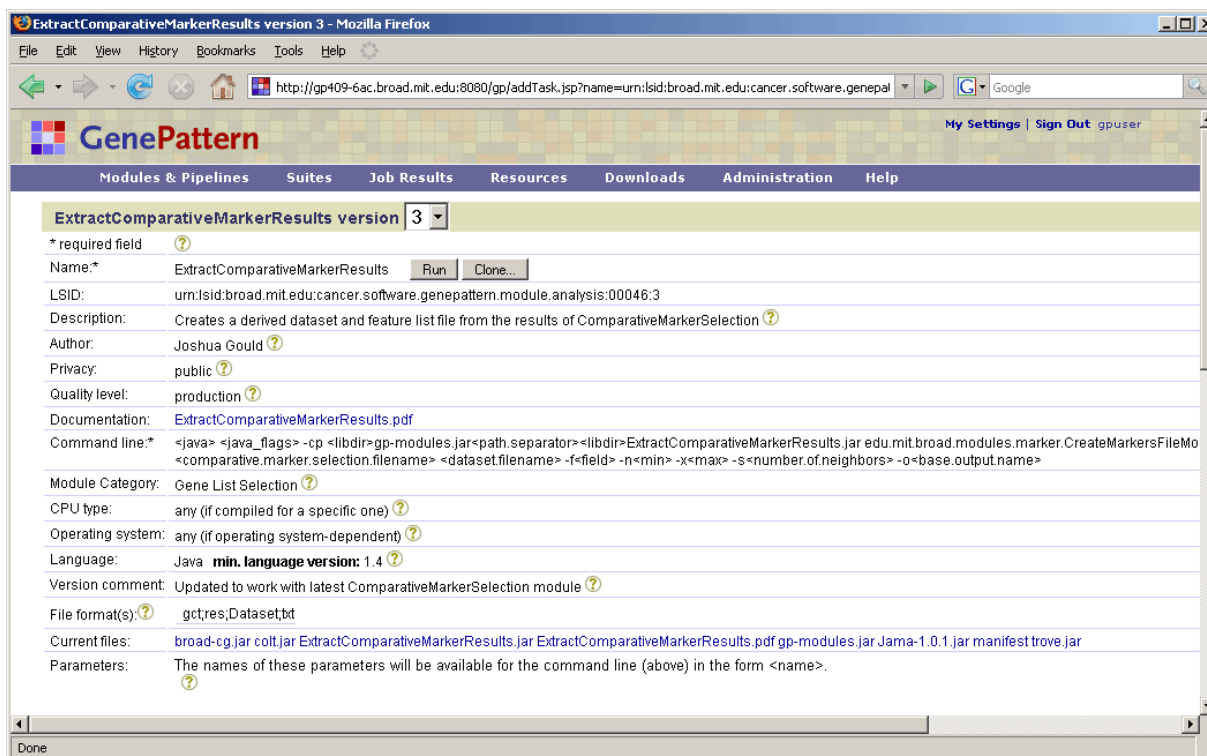 ExtractComparativeMarkerResults version 3 - Mozilla Firefox
File Edit View History Bookmarks Tools Help
http://gp409-6ac.broad.mit.edu:8080/gp/addTask.jsp?name=urn:lsid:broad.mit.edu:cancer.software.genepat G Google
GenePattern My Settings | Sign Out gpuser
Modules & Pipelines Suites Job Results Resources Downloads Administration Help
ExtractComparativeMarkerResults version 3
* required field ?
Name:* ExtractComparativeMarkerResults Run Clone...
LSID: urn:lsid:broad.mit.edu:cancer.software.genepattern.module.analysis:00046:3
Description: Creates a derived dataset and feature list file from the results of ComparativeMarkerSelection ?
Author: Joshua Gould ?
Privacy: public ?
Quality level: production ?
Documentation: ExtractComparativeMarkerResults.pdf
Command line:* <java> <java_flags> -cp <libdir>gp-modules.jar<path.separator><libdir>ExtractComparativeMarkerResults.jar edu.mit.broad.modules.marker.CreateMarkersFileMo
<comparative.marker.selection.filename> <dataset.filename> -f<field> -n<min> -x<max> -s<number.of.neighbors> -o<base.output.name>
Module Category: Gene List Selection ?
CPU type: any (if compiled for a specific one) ?
Operating system: any (if operating system-dependent) ?
Language: Java min. language version: 1.4 ?
Version comment: Updated to work with latest ComparativeMarkerSelection module ?
File format(s): ? gct;res;Dataset;txt
Current files: broad-cg.jar colt.jar ExtractComparativeMarkerResults.jar ExtractComparativeMarkerResults.pdf gp-modules.jar Jama-1.0.1.jar manifest trove.jar
Parameters: The names of these parameters will be available for the command line (above) in the form <name>.
?
Done